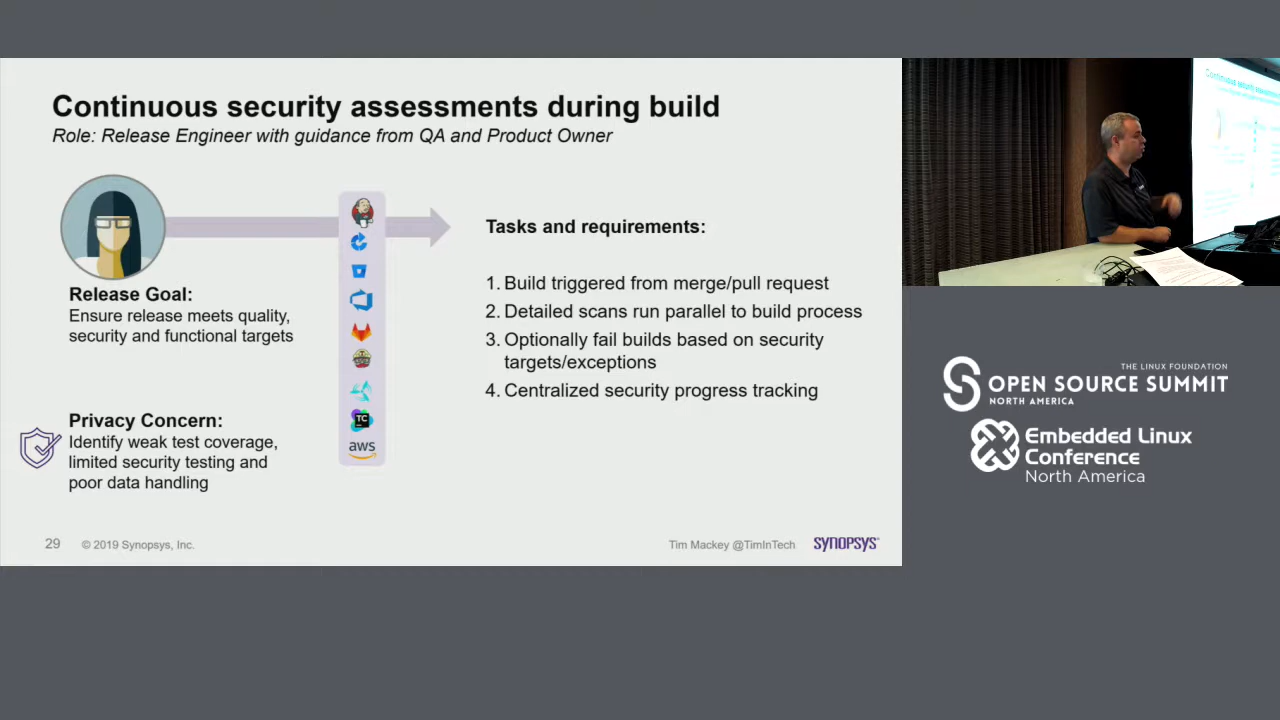 Continuous security assessments during build
Role: Release Engineer with guidance from QA and Product Owner
Release Goal:
Ensure release meets quality,
security and functional targets
Privacy Concern:
Identify weak test coverage,
limited security testing and
poor data handling
TC
aws
Tasks and requirements:
1. Build triggered from merge/pull request
2. Detailed scans run parallel to build process
3. Optionally fail builds based on security
targets/exceptions
4. Centralized security progress tracking
29 © 2019 Synopsys, Inc.
Tim Mackey @TimInTech SYNOPSYS®
THE LINUX FOUNDATION
OPEN SOURCE SUMMIT
NORTH AMERICA
Embedded Linux
Conference
North America